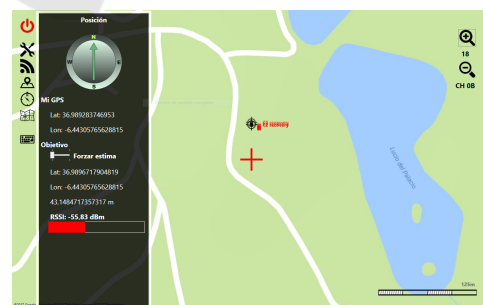 Posición
N
W
E
S
Mi GPS
Lat: 36,989283746953
Lon: -6,44305765628815
Objetivo
Forzar estima
Lat: 36,9896717904819
Lon: -6,44305765628815
43,1484717357317 m
RSSI: -55,83 dBm
18
CH 0B
Lucio del Palacio
125m